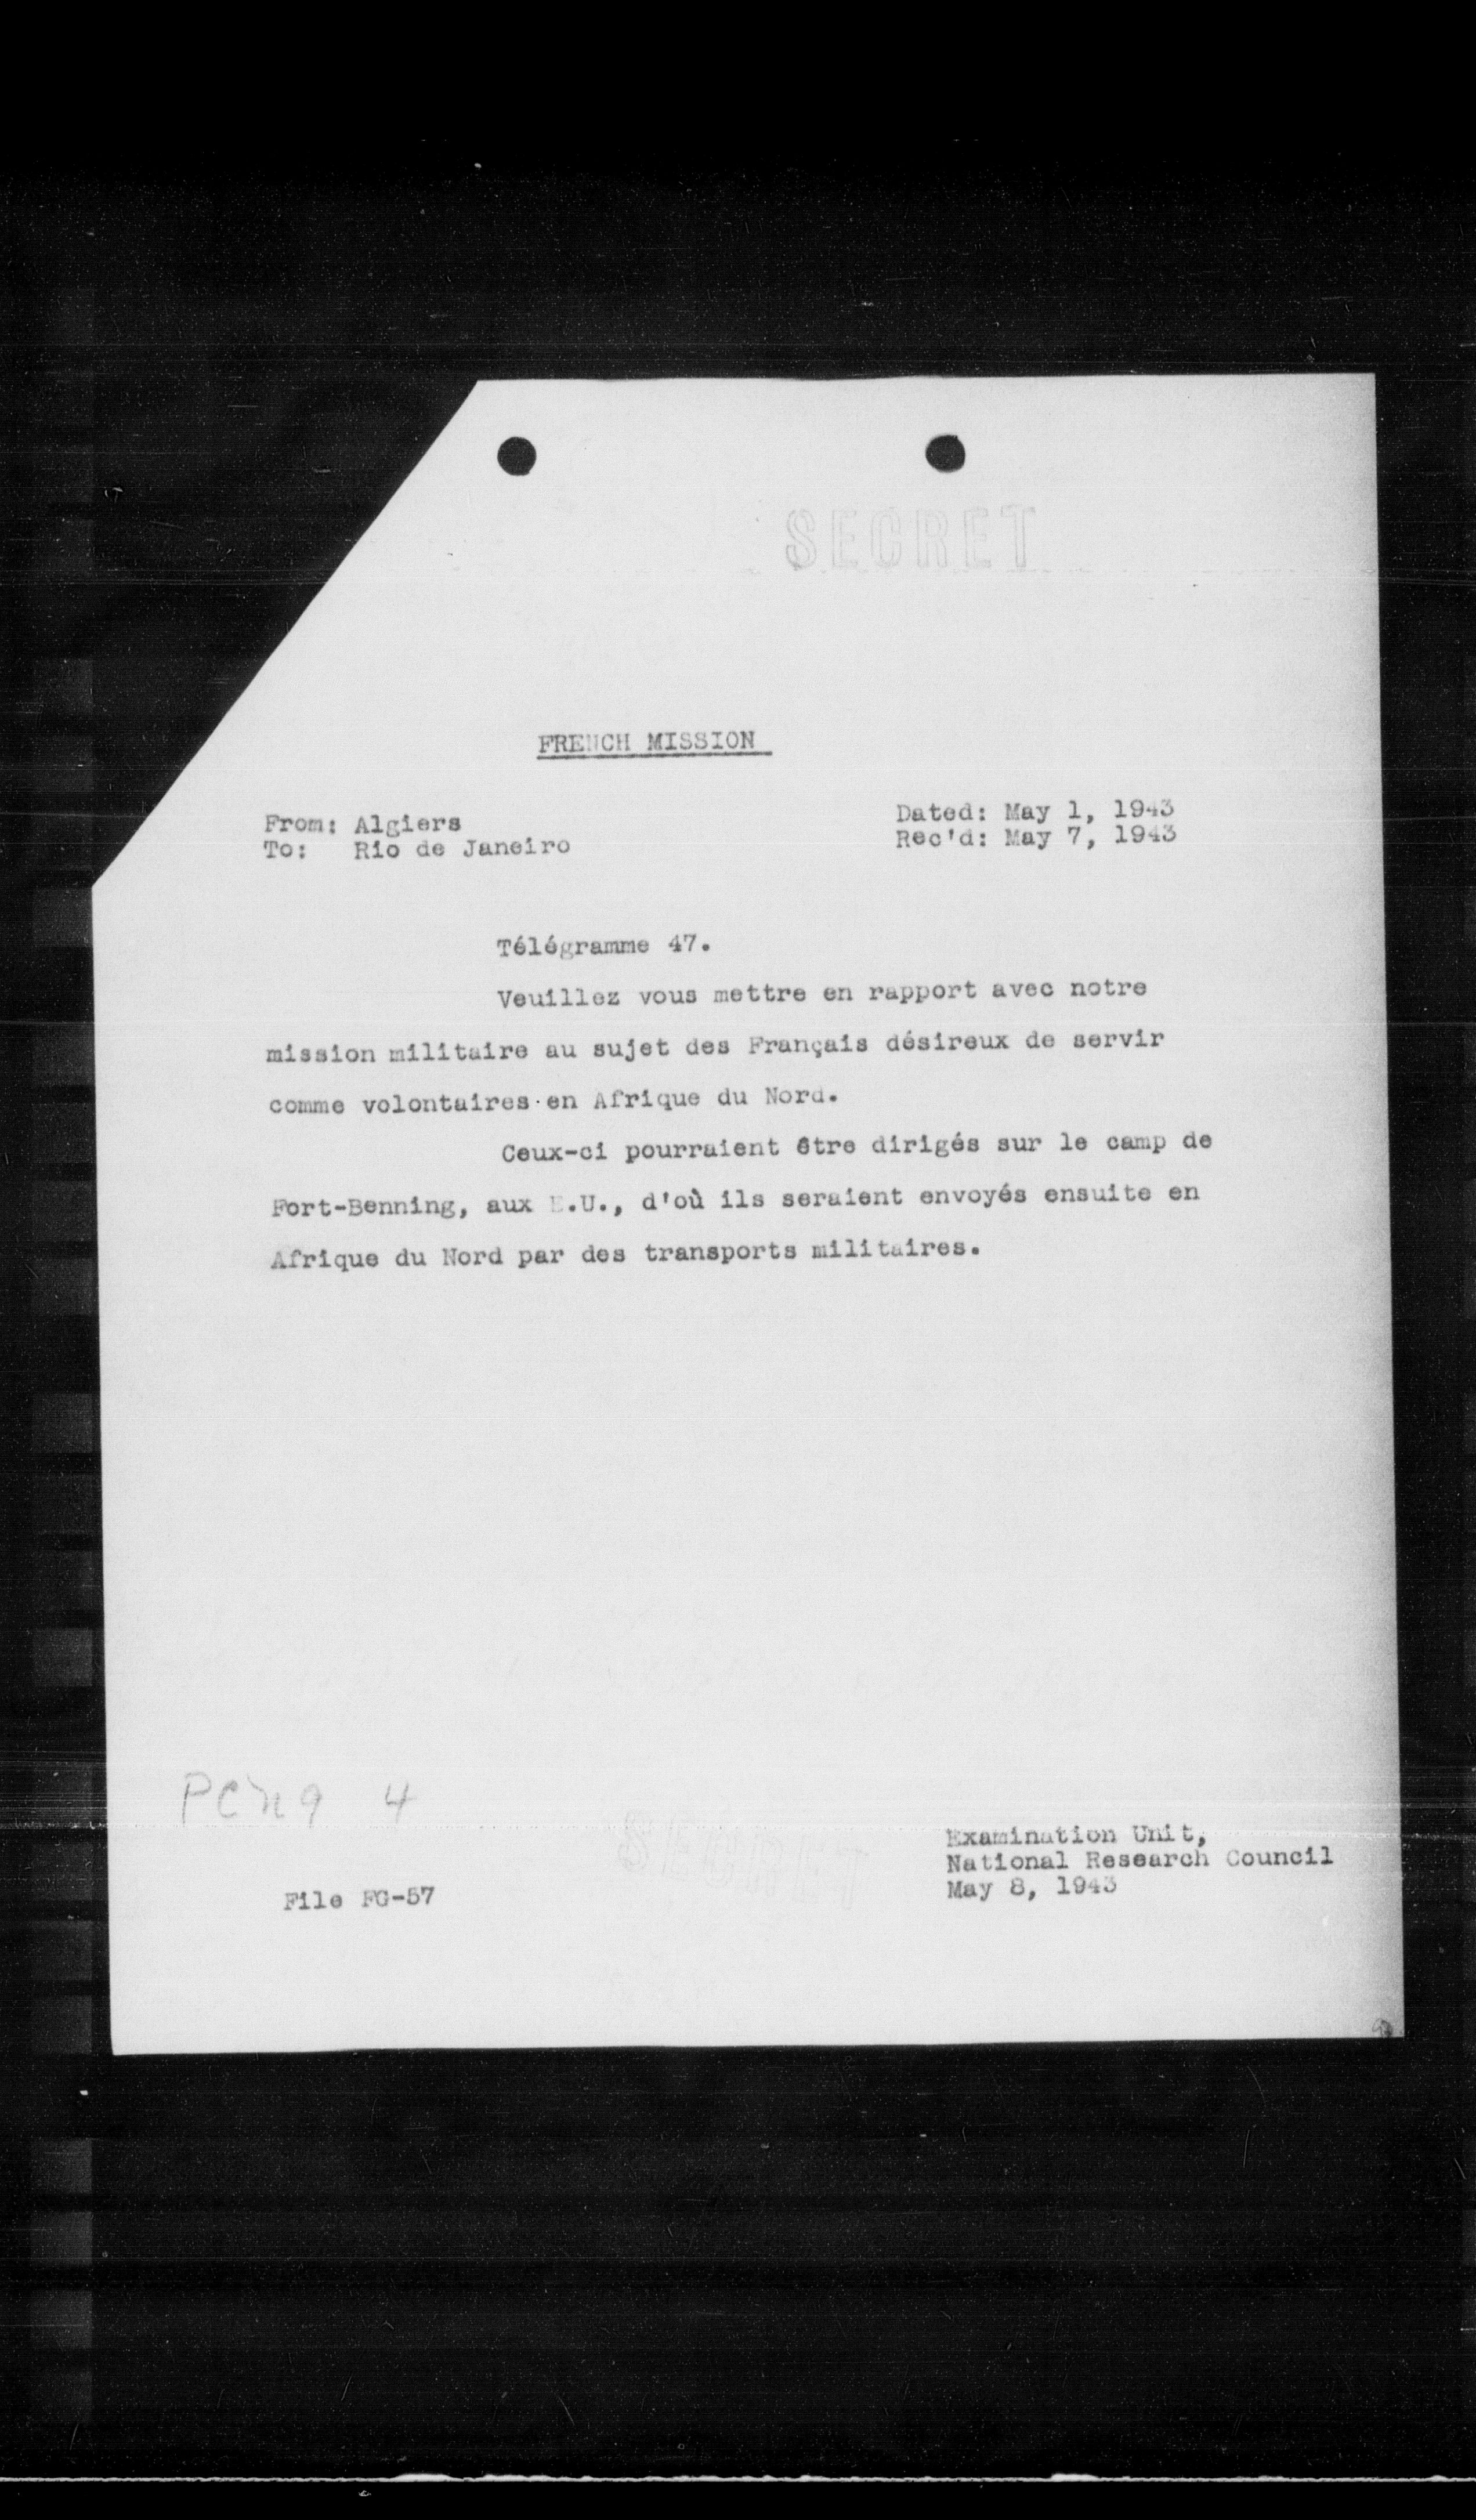 SECRET
FRENCH MISSION
From: Algiers
To: Rio de Janeiro
Dated: May 1, 1943
Rec'd: May 7, 1943
Télégramme 47.
Veuillez vous mettre en rapport avec notre
mission militaire au sujet des Français désireux de servir
comme volontaires en Afrique du Nord.
Ceux-ci pourraient être dirigés sur le camp de
Fort-Benning, aux E.U., d'où ils seraient envoyés ensuite en
Afrique du Nord par des transports militaires.
4
SECRET
Examination Unit,
National Research Council
May 8, 1943
File FG-57